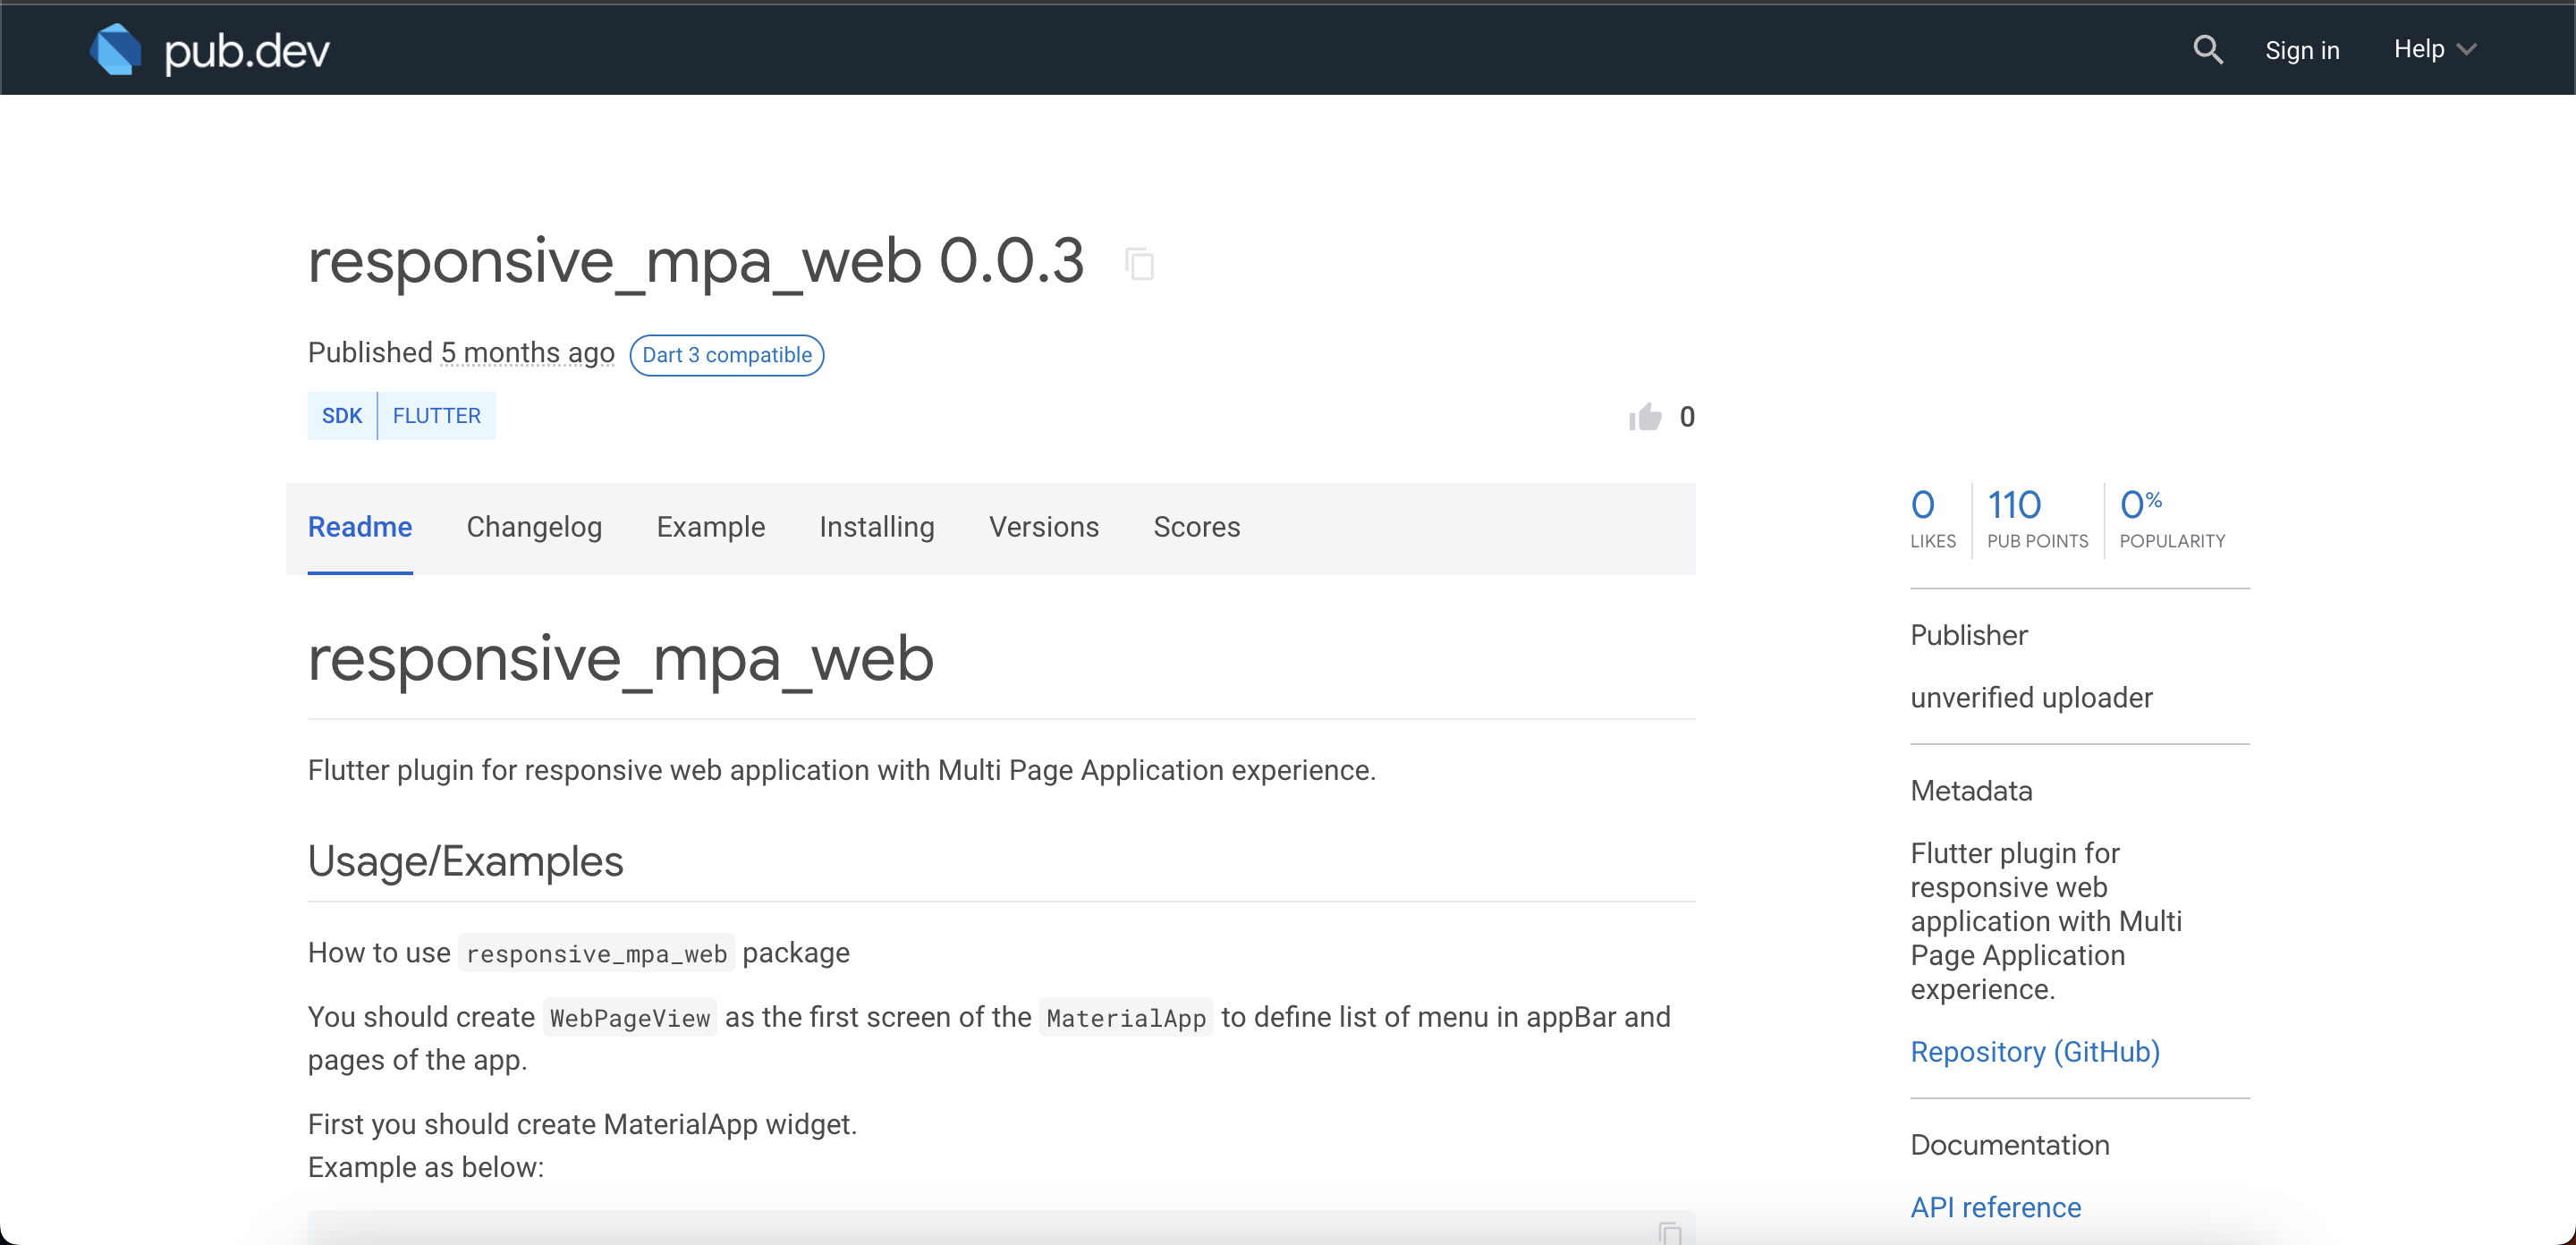 pub.dev
Sign in
Help
responsive_mpa_web 0.0.3
Published 5 months ago
Dart 3 compatible
SDK
FLUTTER
0
Readme
Changelog
Example
Installing
Versions
Scores
responsive_mpa_web
Flutter plugin for responsive web application with Multi Page Application experience.
Usage/Examples
How to use responsive_mpa_web package
You should create WebPageView as the first screen of the MaterialApp to define list of menu in appBar and
pages of the app.
First you should create MaterialApp widget.
Example as below:
0
LIKES
110
PUB POINTS
0%
POPULARITY
Publisher
unverified uploader
Metadata
Flutter plugin for
responsive web
application with Multi
Page Application
experience.
Repository (GitHub)
Documentation
API reference